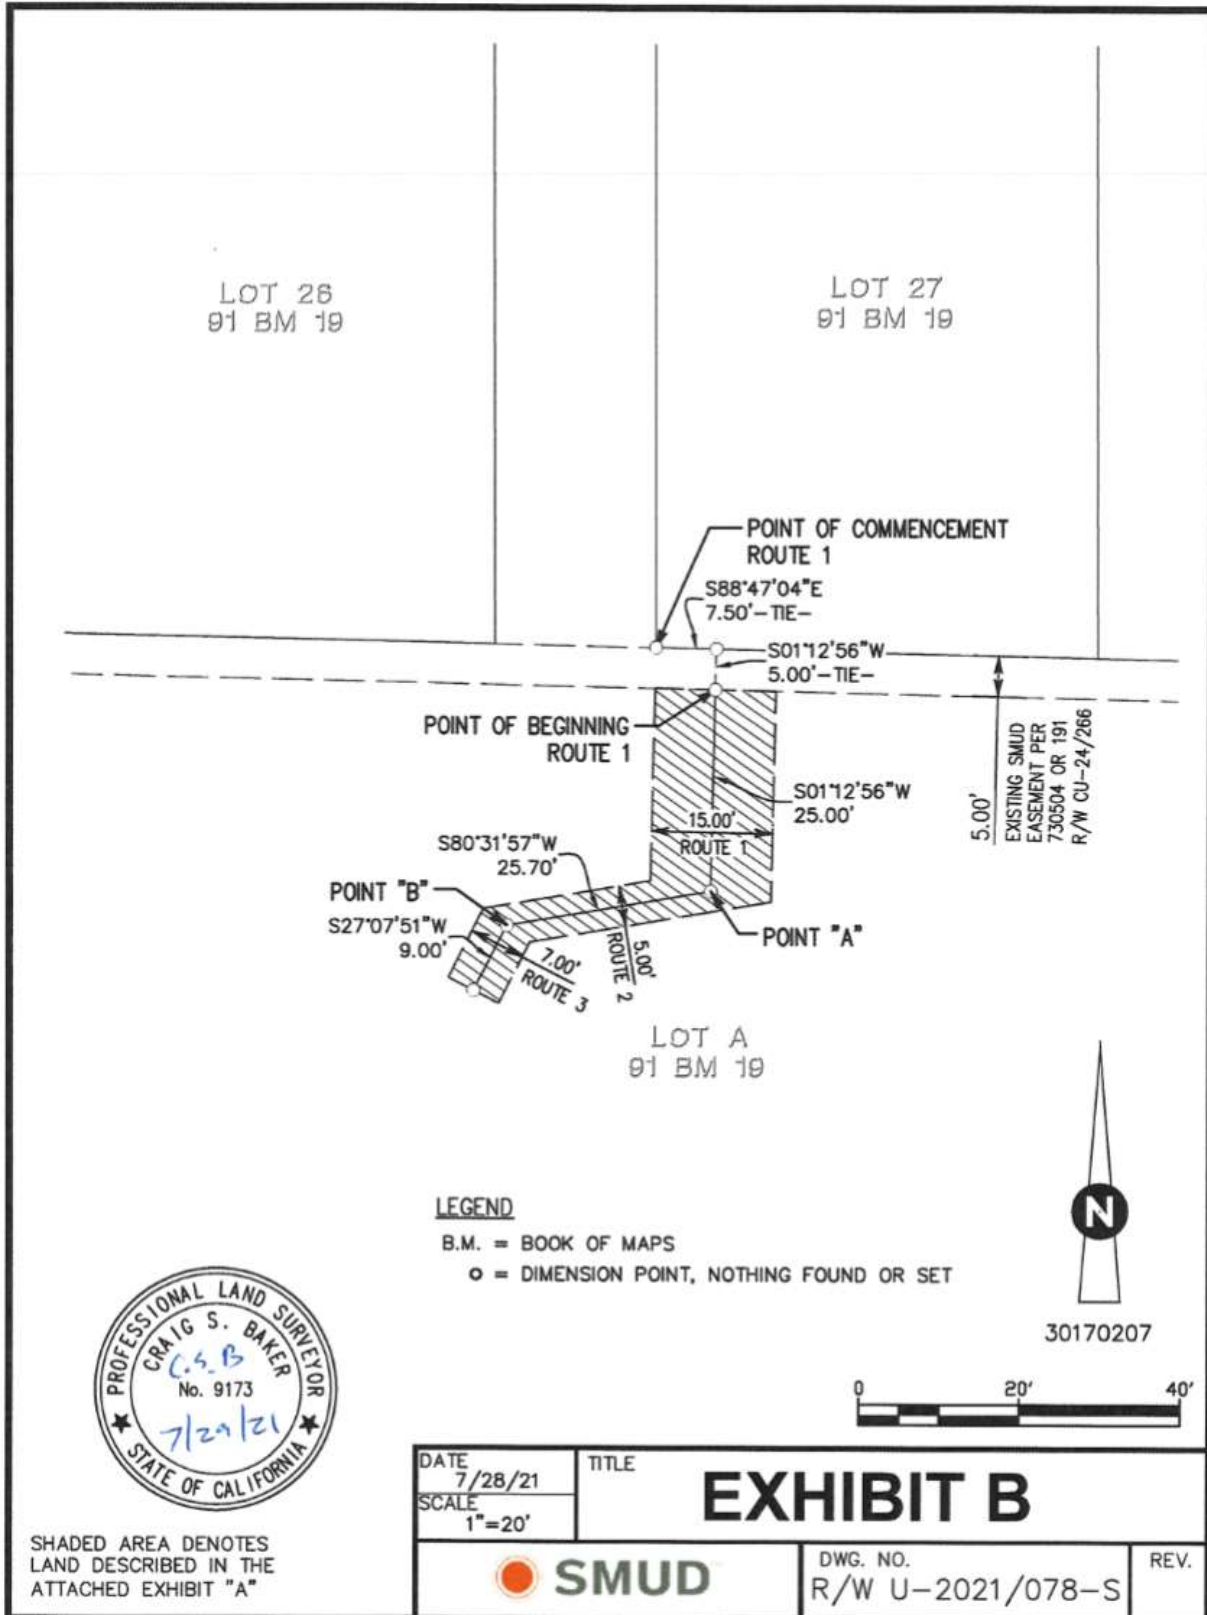 LOT 26
91 BM 19
LOT 27
91 BM 19
POINT OF COMMENCEMENT
ROUTE 1
S88°47'04"E
7.50'-TIE-
S01°12'56"W
5.00'-TIE-
POINT OF BEGINNING
ROUTE 1
5.00'
EXISTING SMUD
EASEMENT PER
730504 OR 191
R/W CU-24/266
S01°12'56"W
25.00'
15.00'
ROUTE 1
S80°31'57"W
25.70'
POINT "B"
S27°07'51"W
9.00'
7.00'
ROUTE 3
5.00'
ROUTE 2
POINT "A"
LOT A
91 BM 19
LEGEND
B.M. = BOOK OF MAPS
o = DIMENSION POINT, NOTHING FOUND OR SET
N
30170207
0 20' 40'
PROFESSIONAL LAND SURVEYOR
CRAIG S. BAKER
C.S.B
No. 9173
7/29/21
STATE OF CALIFORNIA
SHADED AREA DENOTES
LAND DESCRIBED IN THE
ATTACHED EXHIBIT "A"
DATE
7/28/21
SCALE
1"=20'
TITLE
EXHIBIT B
SMUD
DWG. NO.
R/W U-2021/078-S
REV.